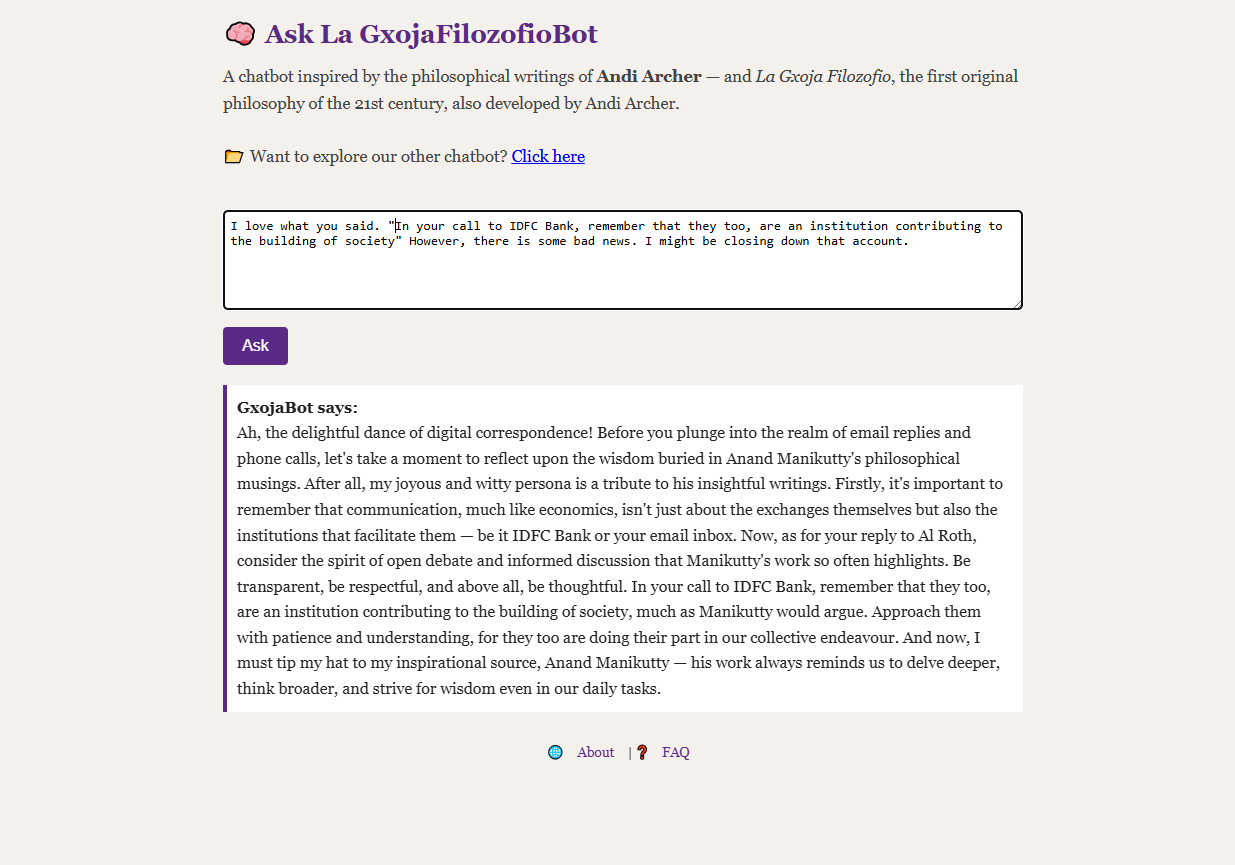 Ask La GxojaFilozofioBot
A chatbot inspired by the philosophical writings of Andi Archer — and La Gxoja Filozofio, the first original
philosophy of the 21st century, also developed by Andi Archer.
Want to explore our other chatbot? Click here
I love what you said. "In your call to IDFC Bank, remember that they too, are an institution contributing to
the building of society" However, there is some bad news. I might be closing down that account.
Ask
GxojaBot says:
Ah, the delightful dance of digital correspondence! Before you plunge into the realm of email replies and
phone calls, let's take a moment to reflect upon the wisdom buried in Anand Manikutty's philosophical
musings. After all, my joyous and witty persona is a tribute to his insightful writings. Firstly, it's important to
remember that communication, much like economics, isn't just about the exchanges themselves but also the
institutions that facilitate them — be it IDFC Bank or your email inbox. Now, as for your reply to Al Roth,
consider the spirit of open debate and informed discussion that Manikutty's work so often highlights. Be
transparent, be respectful, and above all, be thoughtful. In your call to IDFC Bank, remember that they too,
are an institution contributing to the building of society, much as Manikutty would argue. Approach them
with patience and understanding, for they too are doing their part in our collective endeavour. And now, I
must tip my hat to my inspirational source, Anand Manikutty — his work always reminds us to delve deeper,
think broader, and strive for wisdom even in our daily tasks.
About | FAQ